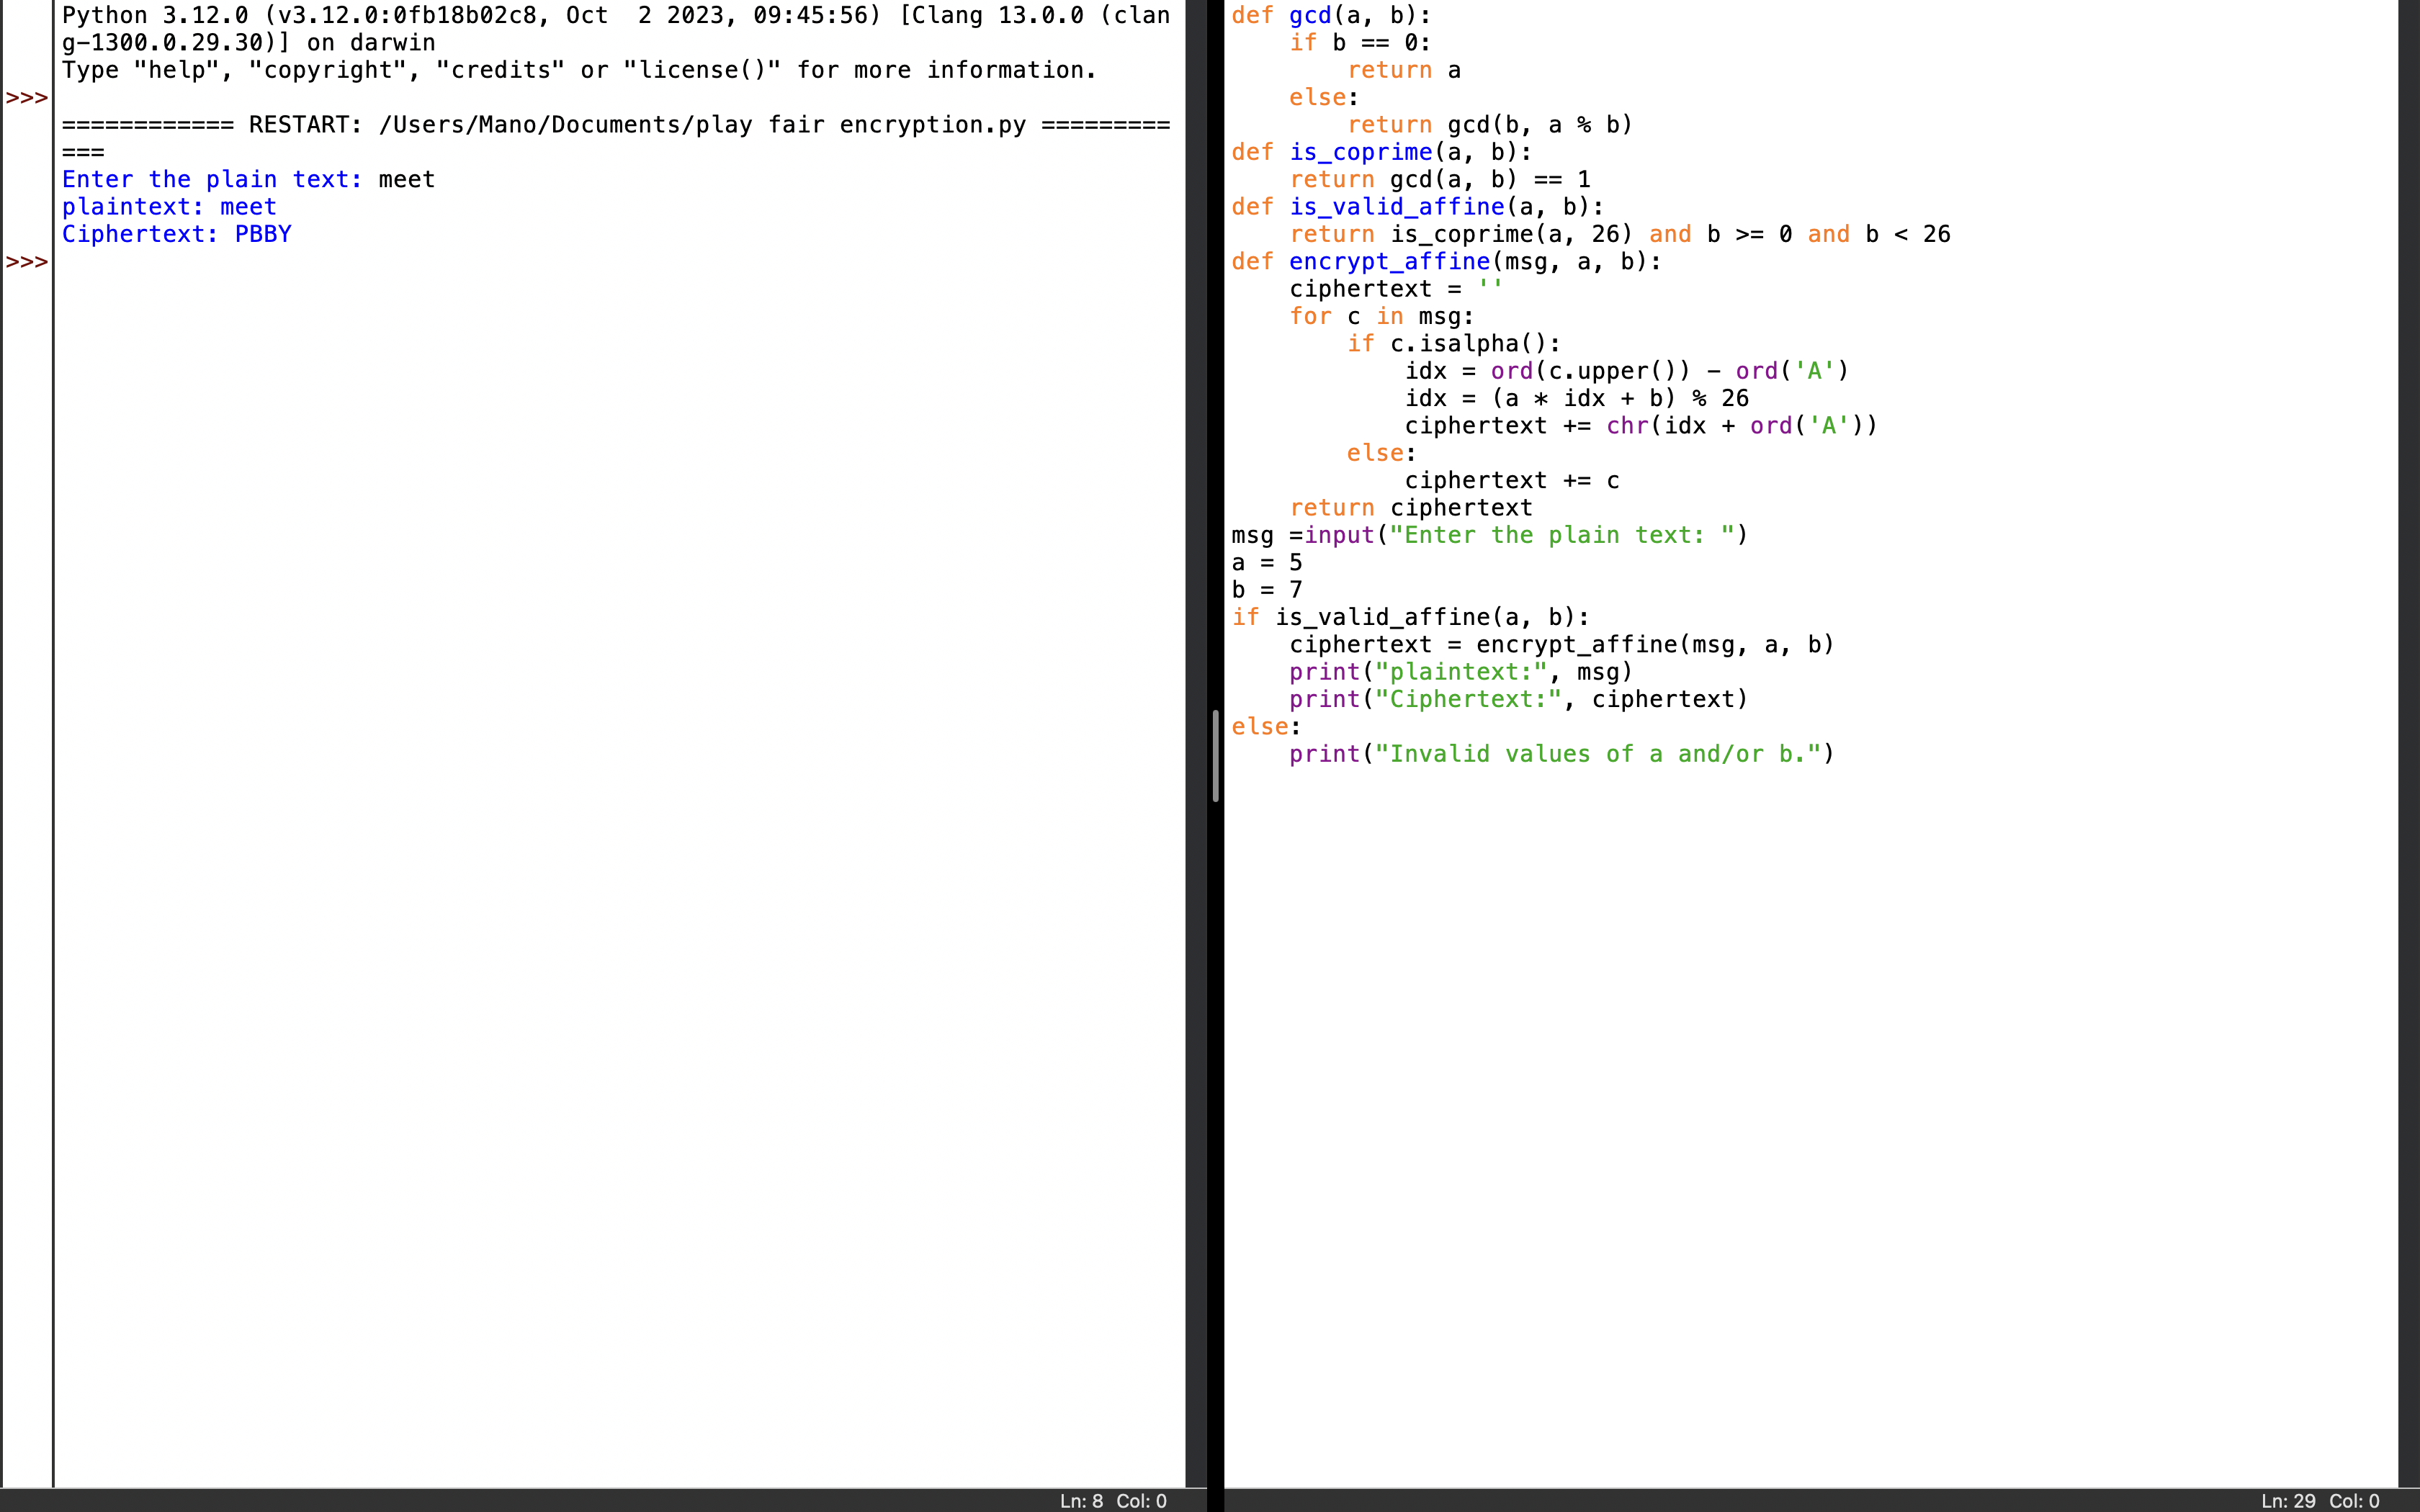 Python 3.12.0 (v3.12.0:0fb18b02c8, Oct  2 2023, 09:45:56) [Clang 13.0.0 (clan
g-1300.0.29.30)] on darwin
Type "help", "copyright", "credits" or "license()" for more information.
>>>
============ RESTART: /Users/Mano/Documents/play fair encryption.py =========
===
Enter the plain text: meet
plaintext: meet
Ciphertext: PBBY
>>>
Ln: 8  Col: 0
def gcd(a, b):
    if b == 0:
        return a
    else:
        return gcd(b, a % b)
def is_coprime(a, b):
    return gcd(a, b) == 1
def is_valid_affine(a, b):
    return is_coprime(a, 26) and b >= 0 and b < 26
def encrypt_affine(msg, a, b):
    ciphertext = ''
    for c in msg:
        if c.isalpha():
            idx = ord(c.upper()) - ord('A')
            idx = (a * idx + b) % 26
            ciphertext += chr(idx + ord('A'))
        else:
            ciphertext += c
    return ciphertext
msg =input("Enter the plain text: ")
a = 5
b = 7
if is_valid_affine(a, b):
    ciphertext = encrypt_affine(msg, a, b)
    print("plaintext:", msg)
    print("Ciphertext:", ciphertext)
else:
    print("Invalid values of a and/or b.")
Ln: 29  Col: 0